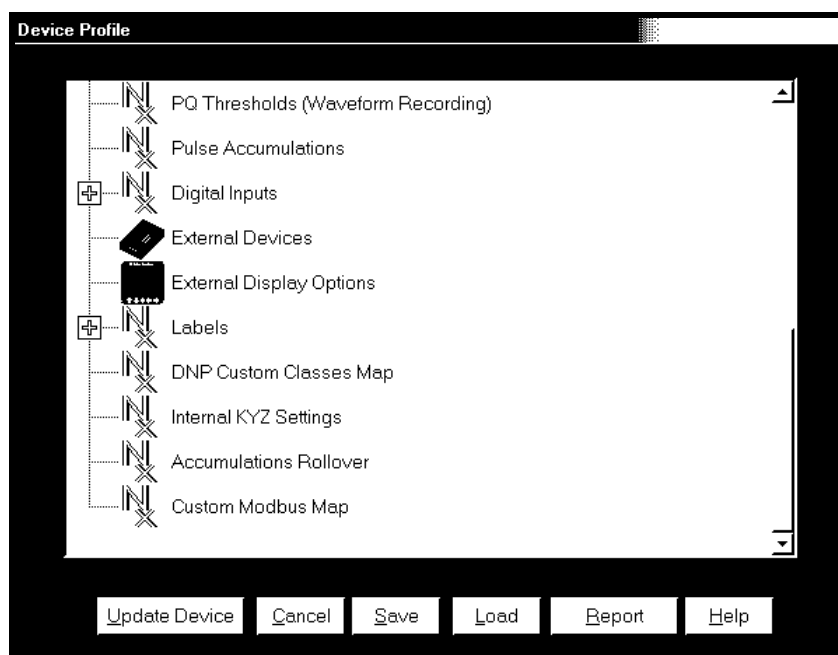 Device Profile
PQ Thresholds (Waveform Recording)
Pulse Accumulations
Digital Inputs
External Devices
External Display Options
Labels
DNP Custom Classes Map
Internal KYZ Settings
Accumulations Rollover
Custom Modbus Map
Update Device Cancel Save Load Report Help